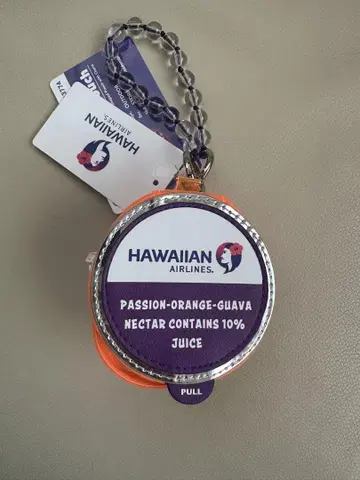 HAWAIIAN
AIRLINES.
HAWAIIAN
AIRLINES.
PASSION-ORANGE-GUAVA
NECTAR CONTAINS 10%
JUICE
PULL